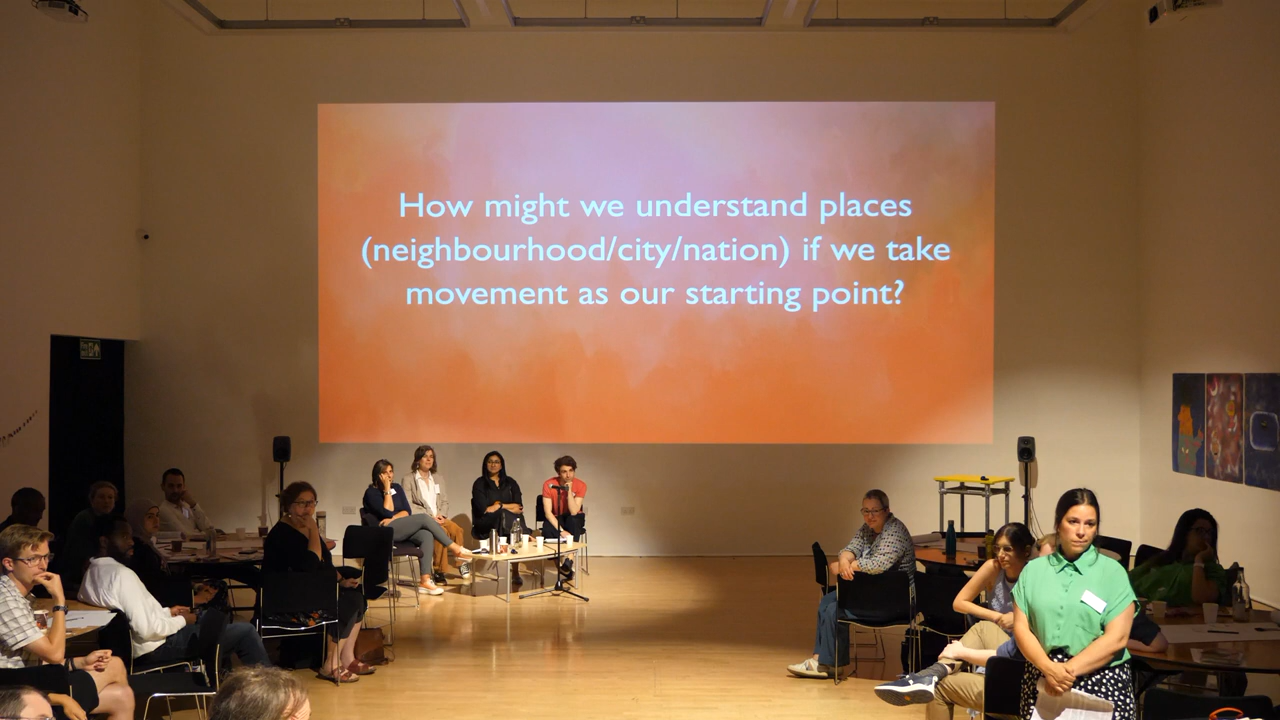 How might we understand places
(neighbourhood/city/nation) if we take
movement as our starting point?